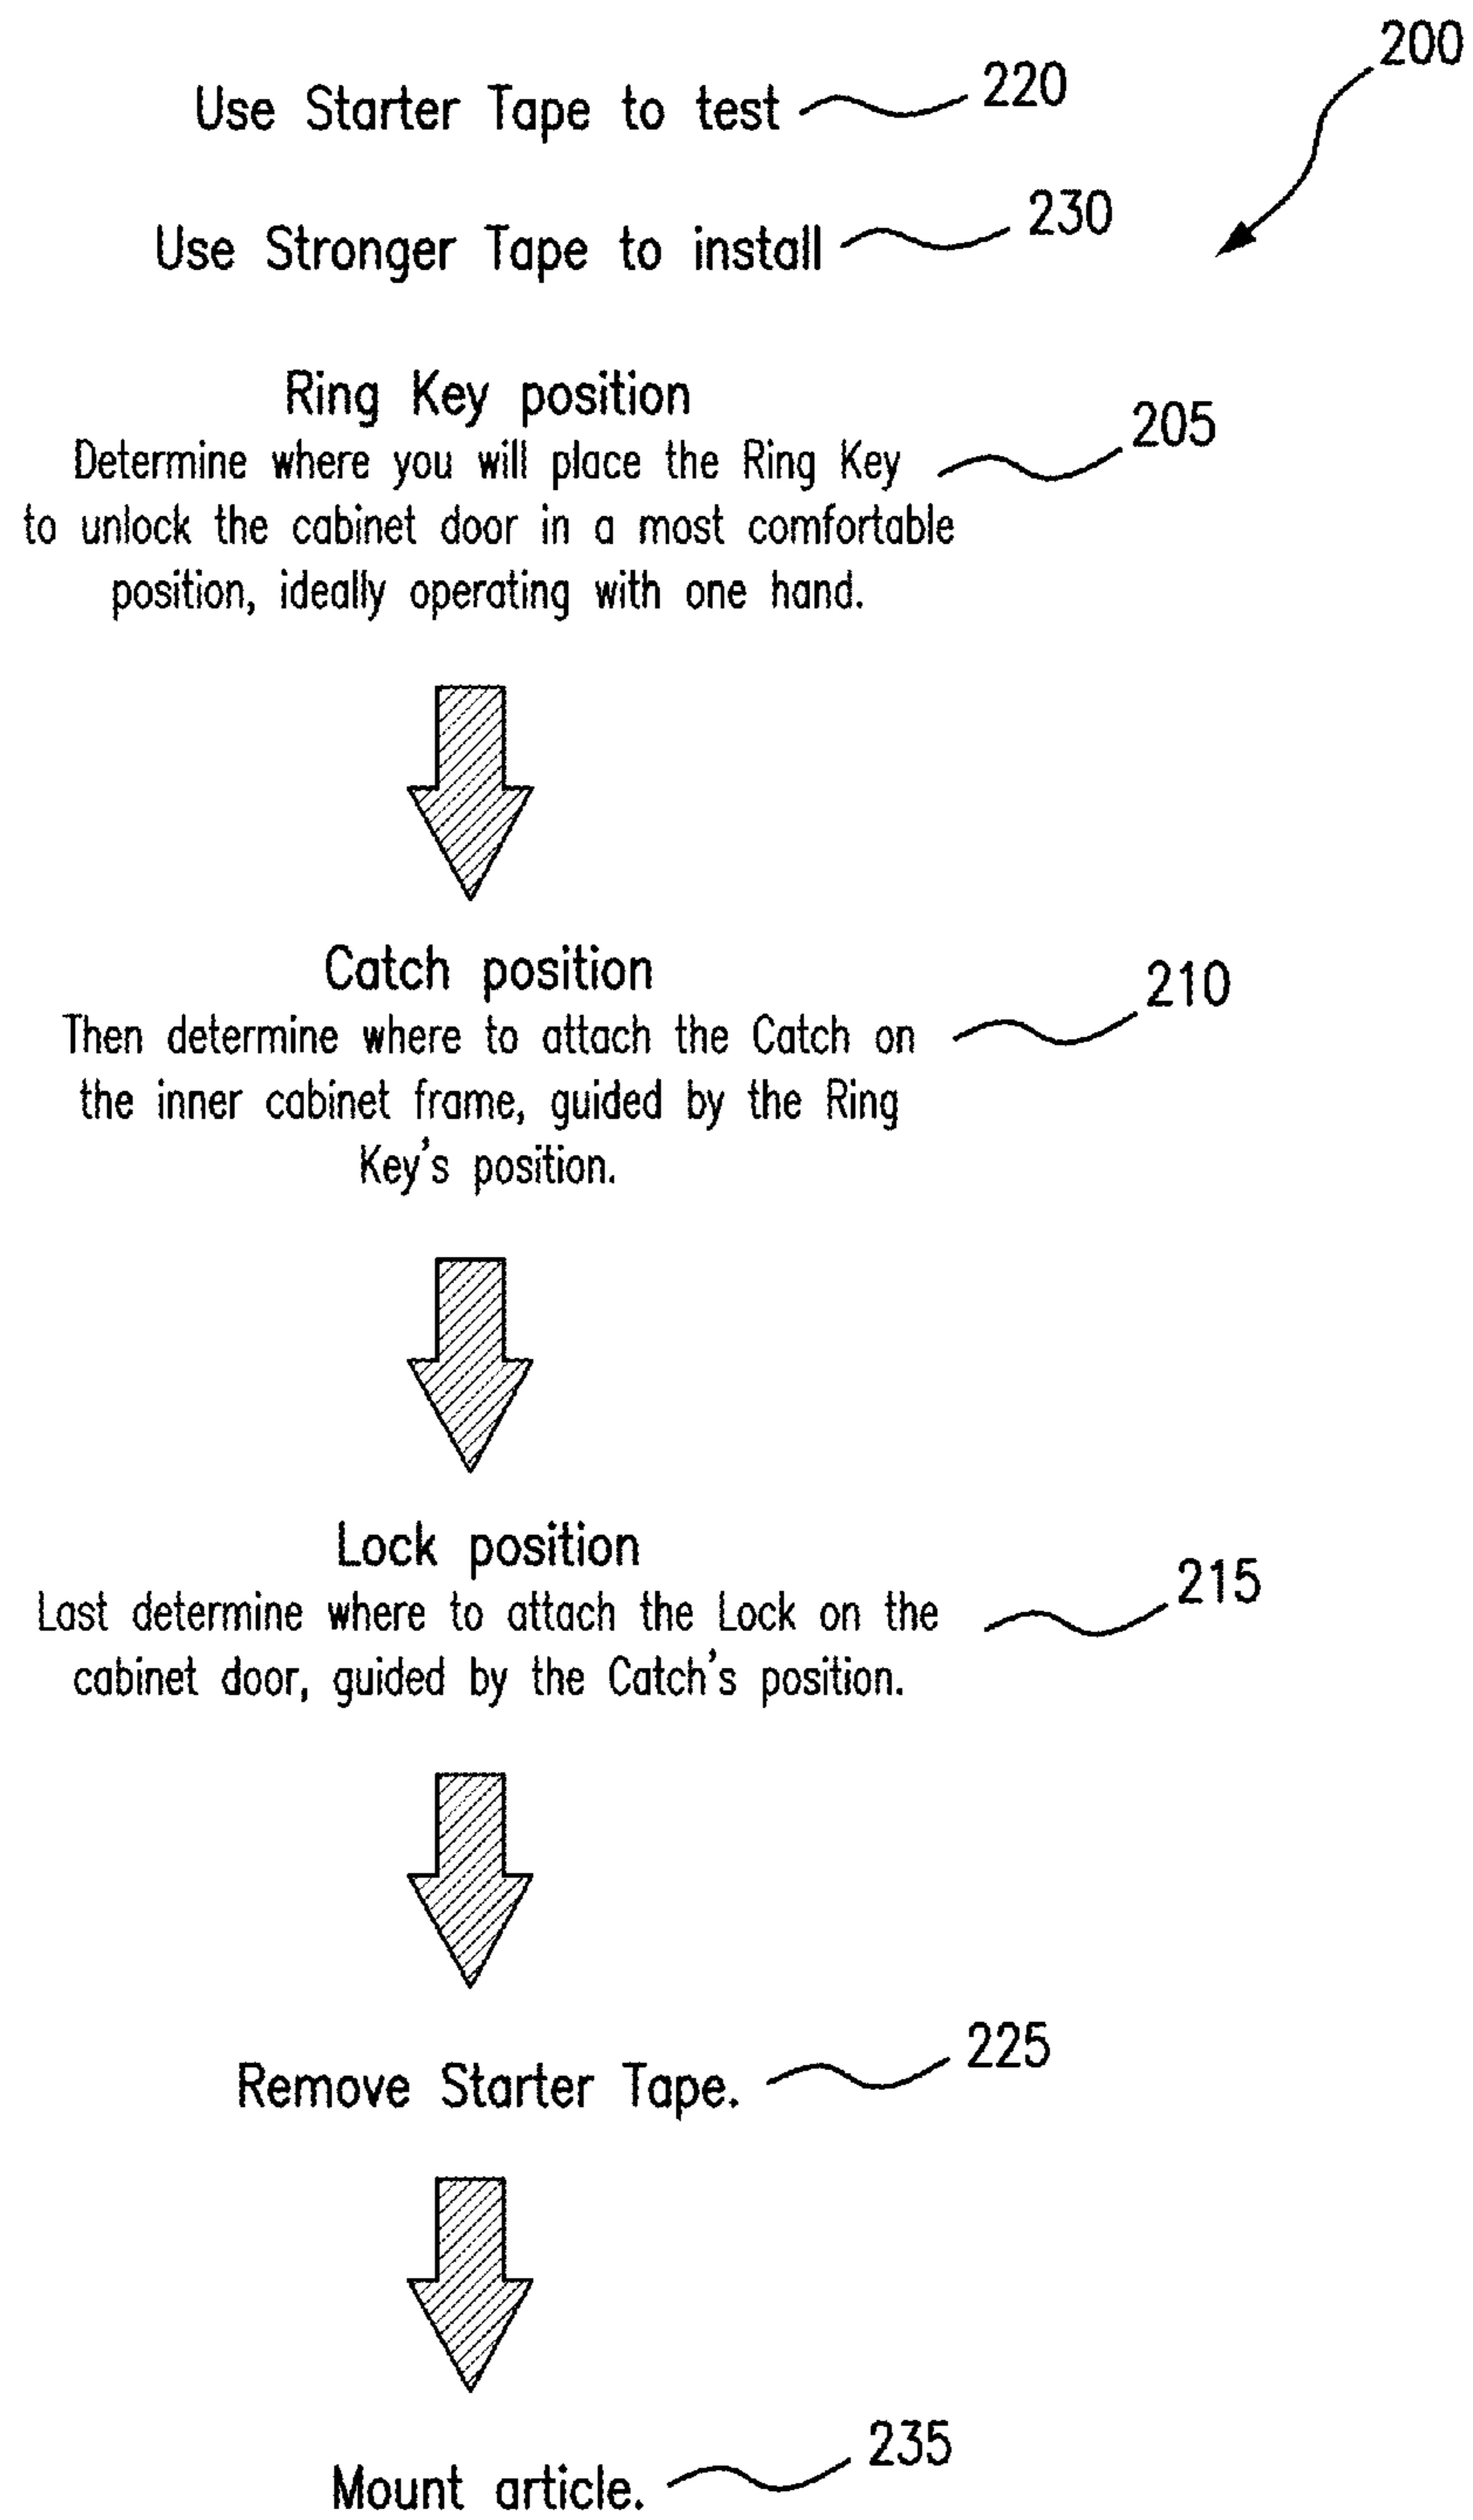 200
Use Starter Tape to test 220
Use Stronger Tape to install 230
Ring Key position
205
Determine where you will place the Ring Key
to unlock the cabinet door in a most comfortable
position, ideally operating with one hand.
Catch position
210
Then determine where to attach the Catch on
the inner cabinet frame, guided by the Ring
Key's position.
Lock position
215
Last determine where to attach the Lock on the
cabinet door, guided by the Catch's position.
Remove Starter Tape. 225
Mount article. 235